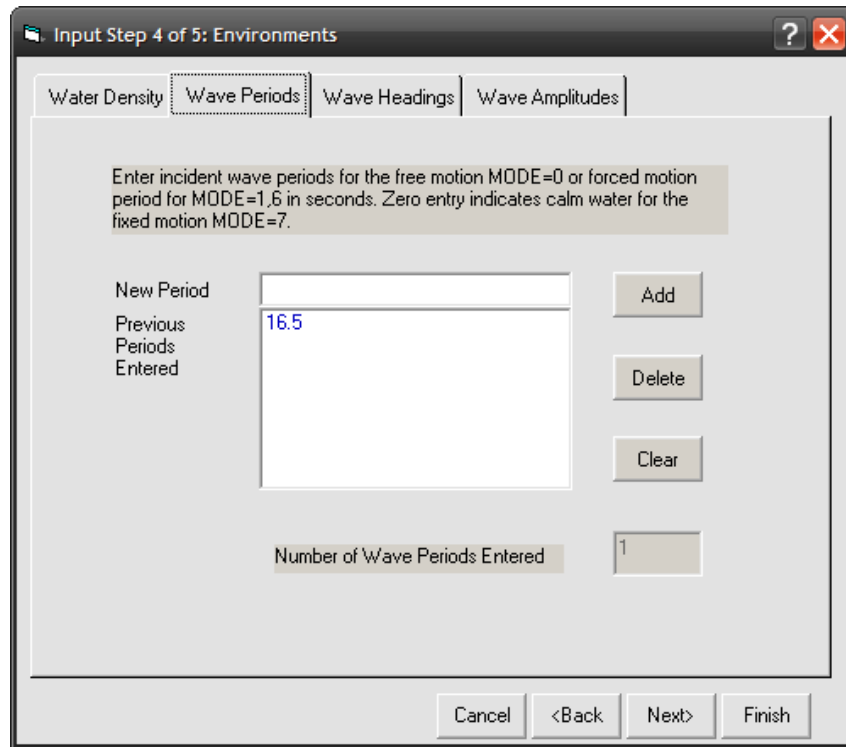 Input Step 4 of 5: Environments
?
Water Density
Wave Periods
Wave Headings
Wave Amplitudes
Enter incident wave periods for the free motion MODE=0 or forced motion
period for MODE=1,6 in seconds. Zero entry indicates calm water for the
fixed motion MODE=7.
New Period
Add
Previous
Periods
Entered
16.5
Delete
Clear
Number of Wave Periods Entered
1
Cancel
<Back
Next>
Finish